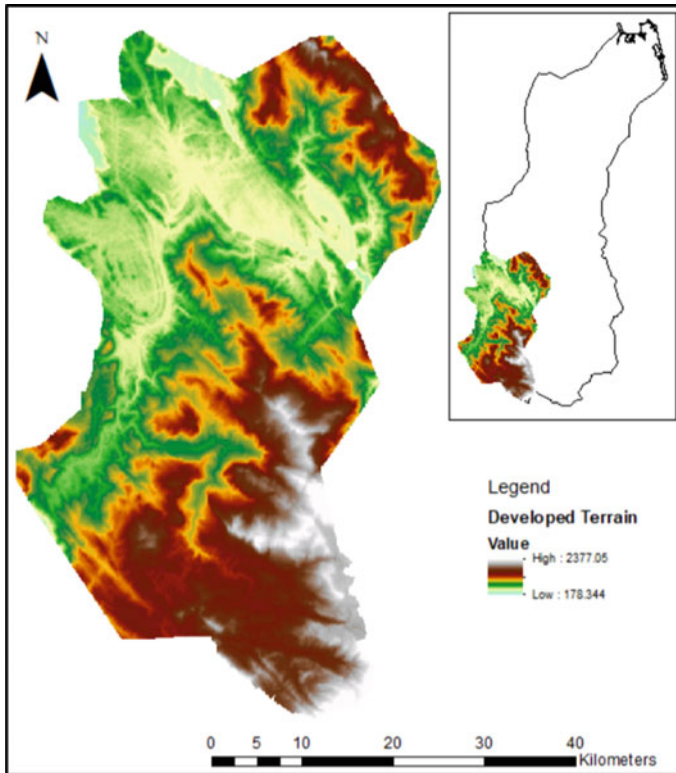 N
Legend
Developed Terrain
Value
High : 2377.05
Low : 178.344
0 5 10 20 30 40
Kilometers